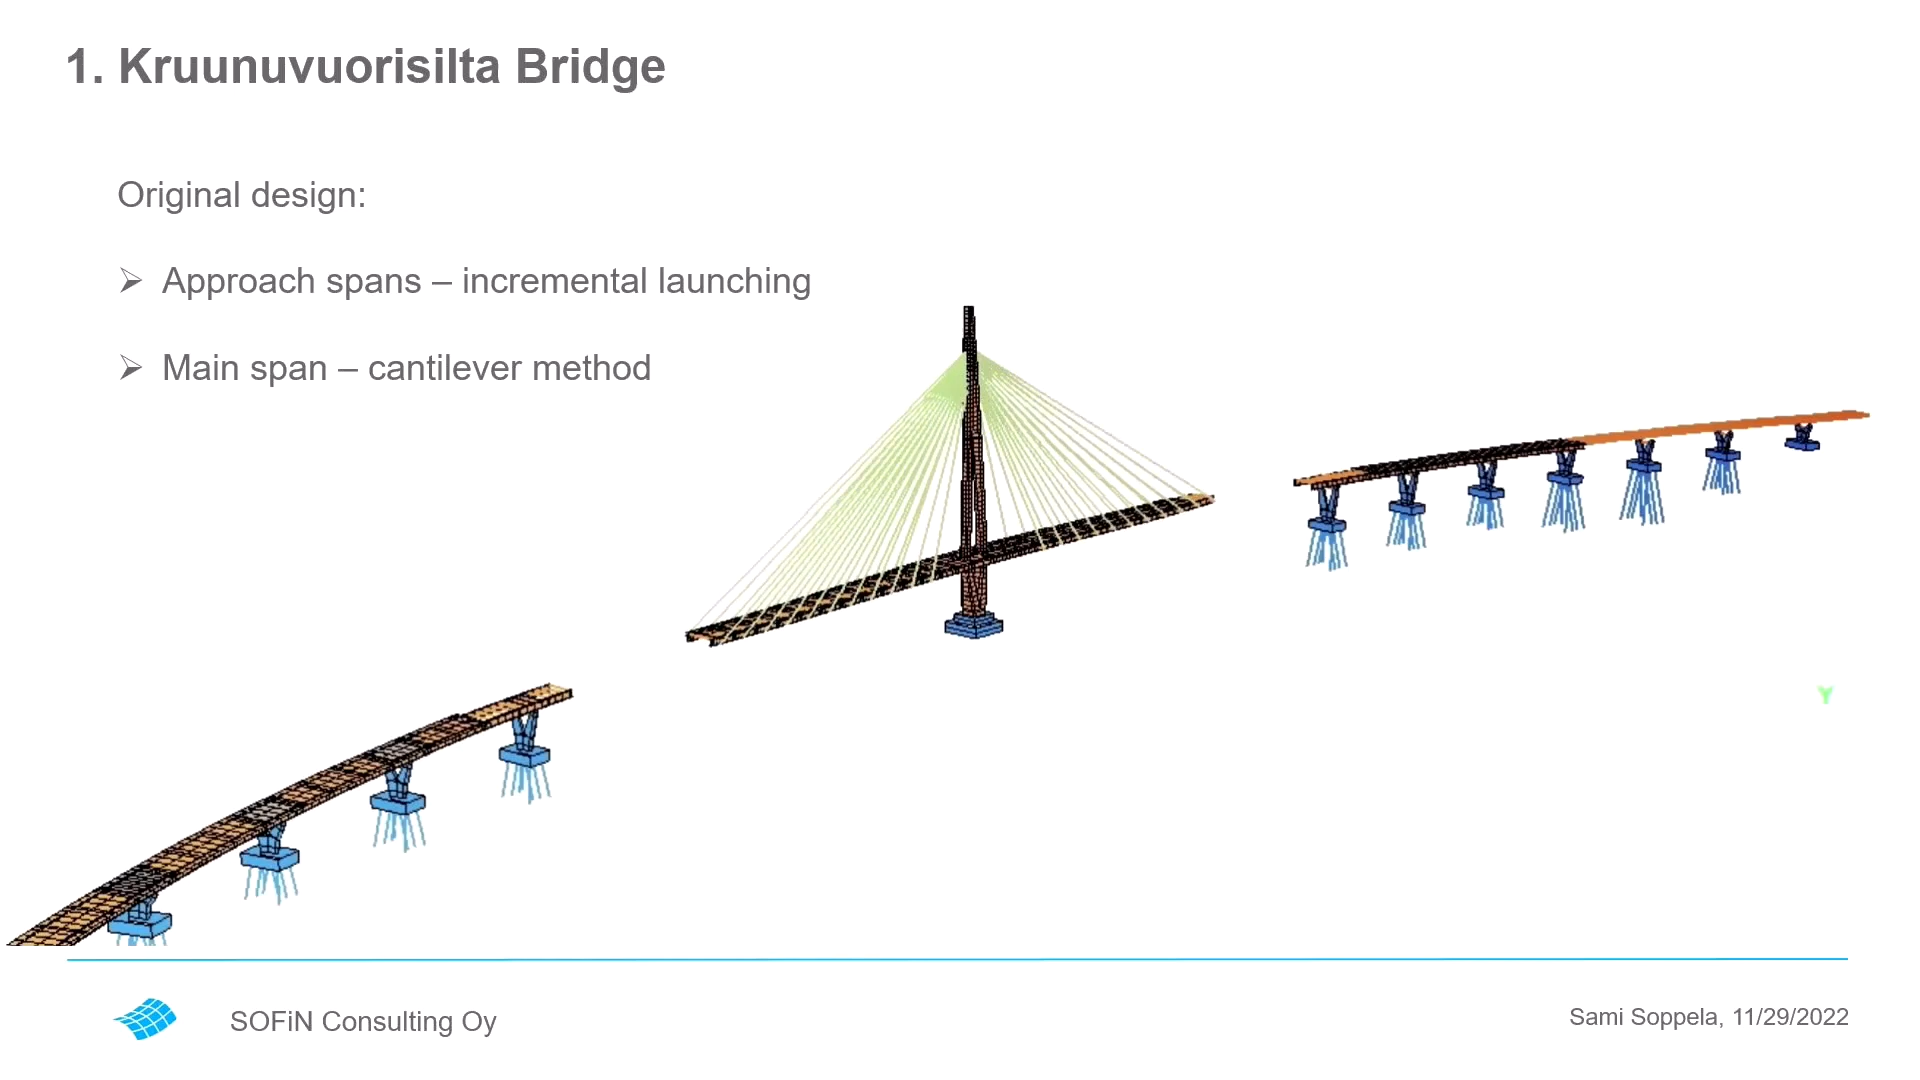 1. Kruunuvuorisilta Bridge
Original design:
Approach spans – incremental launching
Main span – cantilever method
Y
SOFiN Consulting Oy
Sami Soppela, 11/29/2022